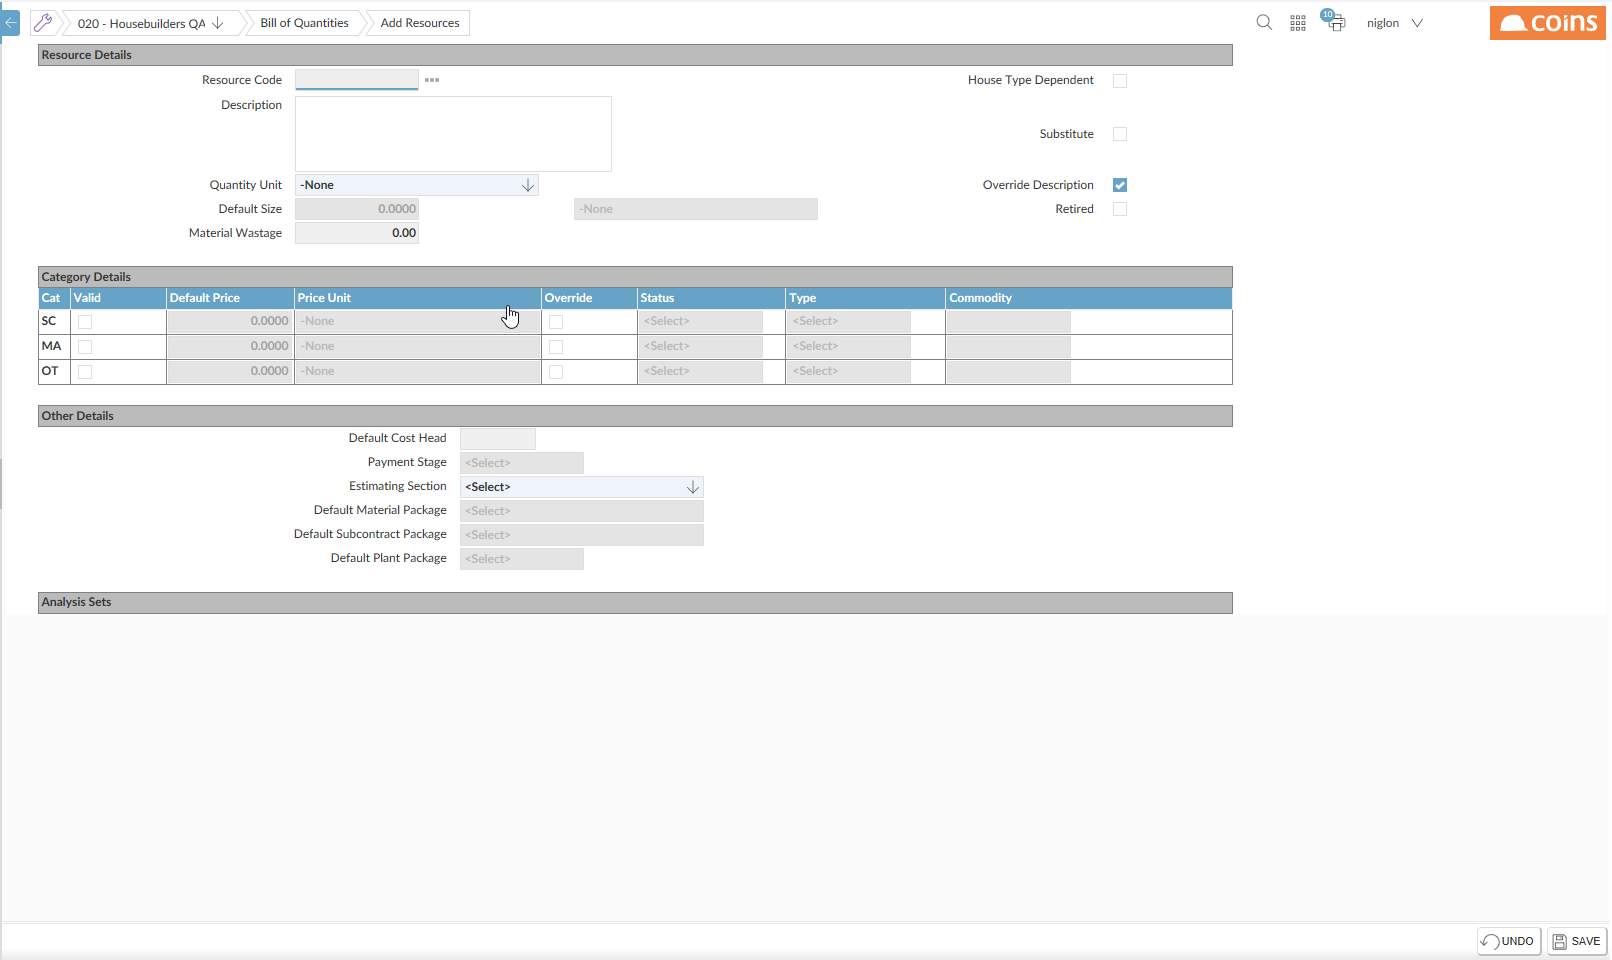 020 - Housebuilders QA
Bill of Quantities
Add Resources
10
niglon
coins
Resource Details
Resource Code
House Type Dependent
Description
Substitute
Quantity Unit -None
Override Description
Default Size 0.0000 -None
Retired
Material Wastage 0.00
Category Details
Cat Valid Default Price Price Unit Override Status Type Commodity
SC 0.0000 -None <Select> <Select>
MA 0.0000 -None <Select> <Select>
OT 0.0000 -None <Select> <Select>
Other Details
Default Cost Head
Payment Stage <Select>
Estimating Section <Select>
Default Material Package <Select>
Default Subcontract Package <Select>
Default Plant Package <Select>
Analysis Sets
UNDO SAVE